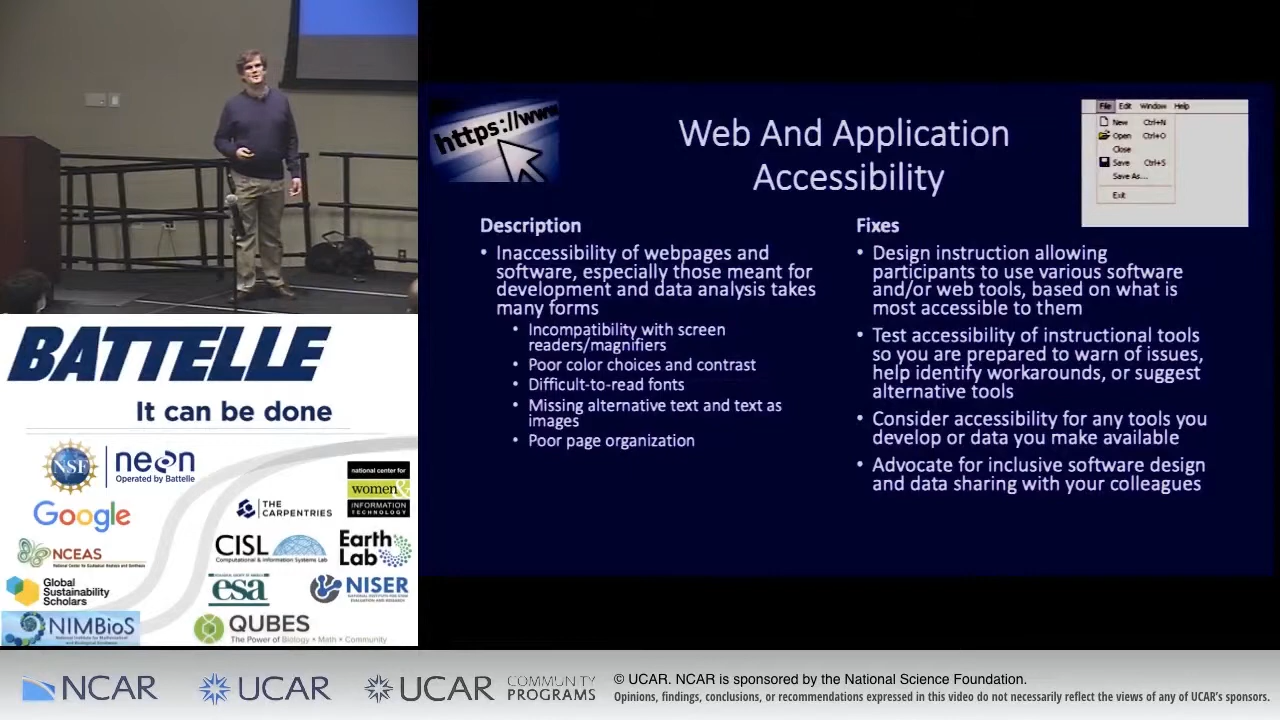 https://www
Web And Application
Accessibility
File Edit Window Help
New Ctrl+N
Open Ctrl+O
Close
Save Ctrl+S
Save As...
Exit
Description
• Inaccessibility of webpages and
software, especially those meant for
development and data analysis takes
many forms
• Incompatibility with screen
readers/magnifiers
• Poor color choices and contrast
• Difficult-to-read fonts
• Missing alternative text and text as
images
• Poor page organization
Fixes
• Design instruction allowing
participants to use various software
and/or web tools, based on what is
most accessible to them
• Test accessibility of instructional tools
so you are prepared to warn of issues,
help identify workarounds, or suggest
alternative tools
• Consider accessibility for any tools you
develop or data you make available
• Advocate for inclusive software design
and data sharing with your colleagues
BATTELLE
It can be done
NSF
neon
Operated by Battelle
national center for
women &
INFORMATION
TECHNOLOGY
Google
THE
CARPENTRIES
NCEAS
CISL
Computational & Information Systems Lab
Earth
Lab
Global
Sustainability
Scholars
esa
NISER
NIMBioS
QUBES
The Power of Biology • Math • Community
NCAR
UCAR
UCAR
COMMUNITY
PROGRAMS
© UCAR. NCAR is sponsored by the National Science Foundation.
Opinions, findings, conclusions, or recommendations expressed in this video do not necessarily reflect the views of any of UCAR's sponsors.